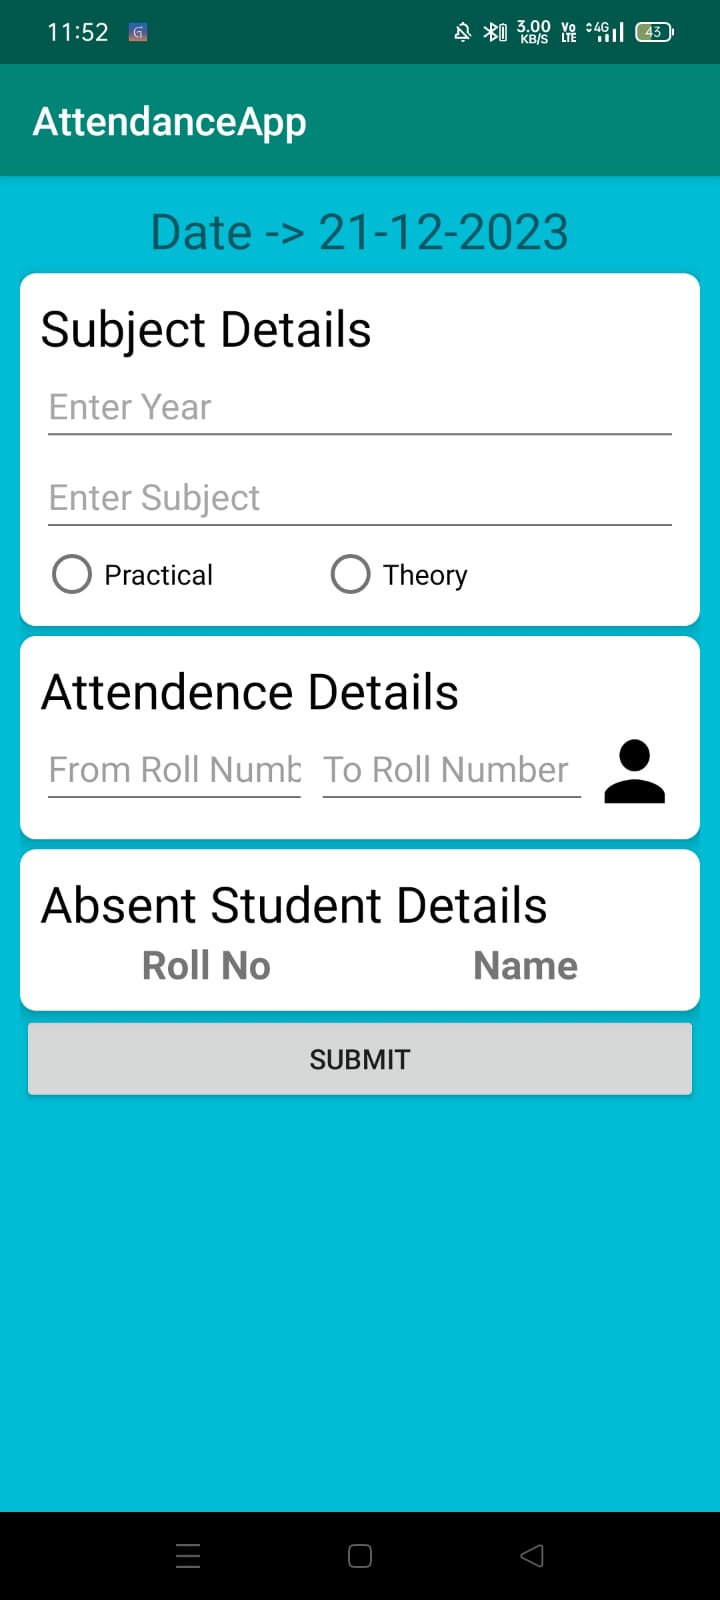 11:52 G 3.00 KB/S Vo LTE 4G 43
AttendanceApp
Date -> 21-12-2023
Subject Details
Enter Year
Enter Subject
Practical Theory
Attendence Details
From Roll Numb To Roll Number
Absent Student Details
Roll No Name
SUBMIT